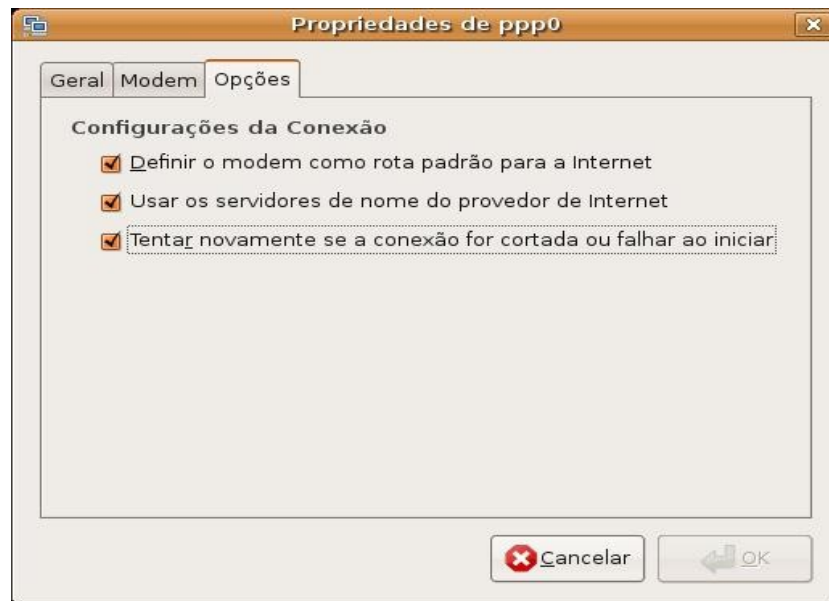 Propriedades de ppp0
Geral Modem Opções
Configurações da Conexão
Definir o modem como rota padrão para a Internet
Usar os servidores de nome do provedor de Internet
Tentar novamente se a conexão for cortada ou falhar ao iniciar
Cancelar OK